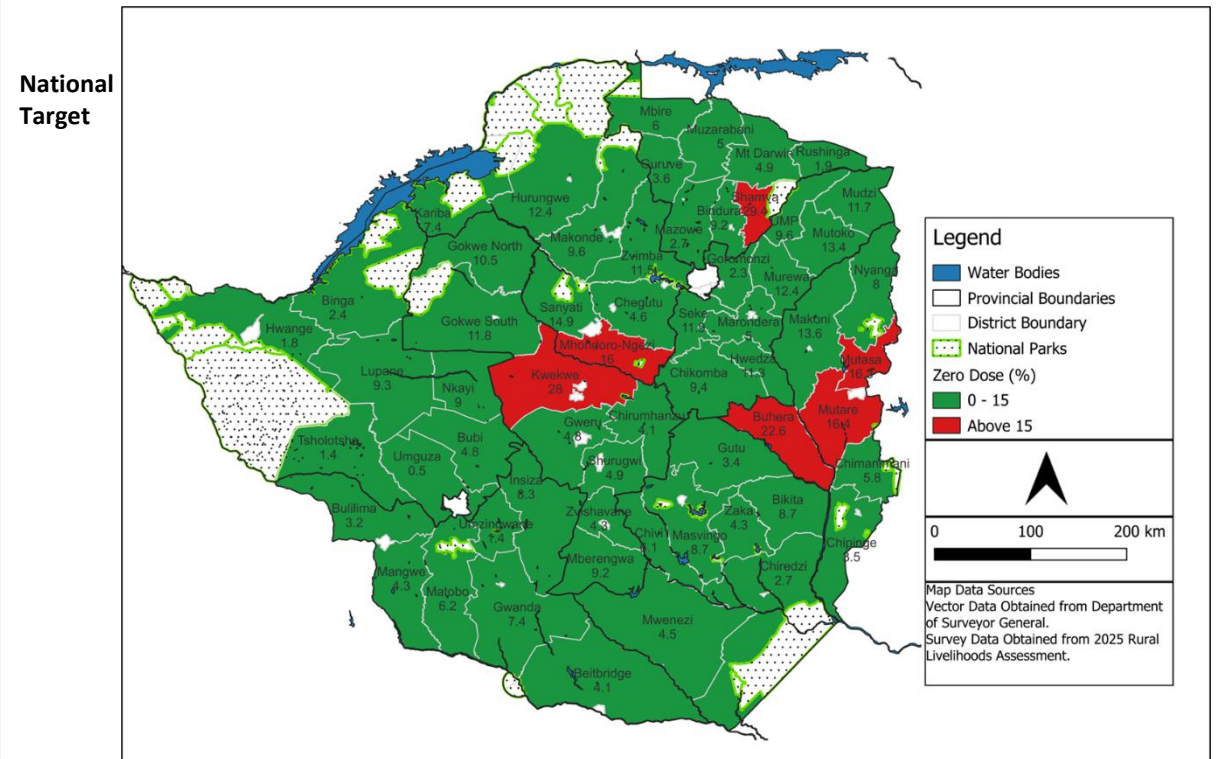 National
Target
Mbire
6
Muzarabani
5
Mt Darwin
4.9
Rushinga
1.9
Guruve
3.6
Shamva
29.4
Mudzi
11.7
Hurungwe
12.4
Bindura
9.2
UMP
9.6
Kariba
7.4
Mazowe
2.7
Mutoko
13.4
Makonde
9.6
Gokwe North
10.5
Zvimba
11.5
Goromonzi
2.3
Murewa
12.4
Nyanga
8
Binga
2.4
Sanyati
14.9
Chegutu
4.6
Seke
11.9
Marondera
5
Makoni
13.6
Hwange
1.8
Gokwe South
11.8
Mhondoro-Ngezi
16
Hwedza
11.3
Mutasa
Lupane
9.3
Kwekwe
28
Chikomba
9.4
Nkayi
9
Mutare
16.4
Buhera
22.6
Chirumhanzu
4.1
Gweru
4.8
Tsholotsho
1.4
Bubi
4.8
Gutu
3.4
Umguza
0.5
Shurugwi
4.9
Chimanimani
5.8
Insiza
8.3
Bulilima
3.2
Zvishavane
4.3
Bikita
8.7
Zaka
4.3
Umzingwane
1.4
Chivi
Masvingo
8.7
Chipinge
3.5
Mberengwa
9.2
Chiredzi
2.7
Mangwe
4.3
Matobo
6.2
Gwanda
7.4
Mwenezi
4.5
Beitbridge
4.1
Legend
Water Bodies
Provincial Boundaries
District Boundary
National Parks
Zero Dose (%)
0 - 15
Above 15
0 100 200 km
Map Data Sources
Vector Data Obtained from Department
of Surveyor General.
Survey Data Obtained from 2025 Rural
Livelihoods Assessment.